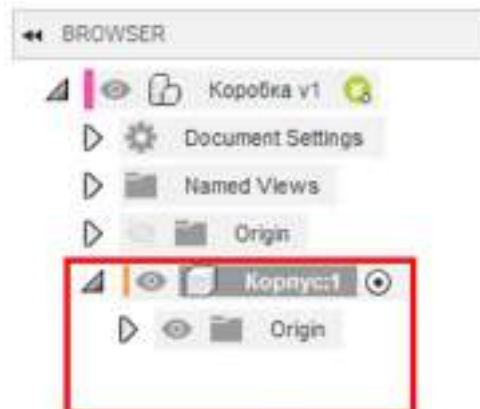 BROWSER
Коробка v1
Document Settings
Named Views
Origin
Корпус:1
Origin